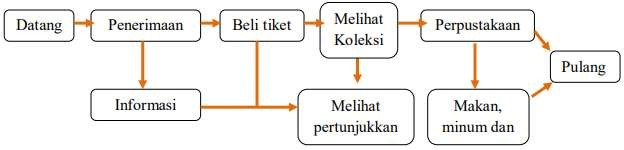 Datang
Penerimaan
Beli tiket
Melihat
Koleksi
Perpustakaan
Pulang
Informasi
Melihat
pertunjukkan
Makan,
minum dan